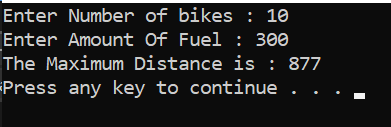 Enter Number of bikes : 10
Enter Amount Of Fuel : 300
The Maximum Distance is : 877
Press any key to continue . . .